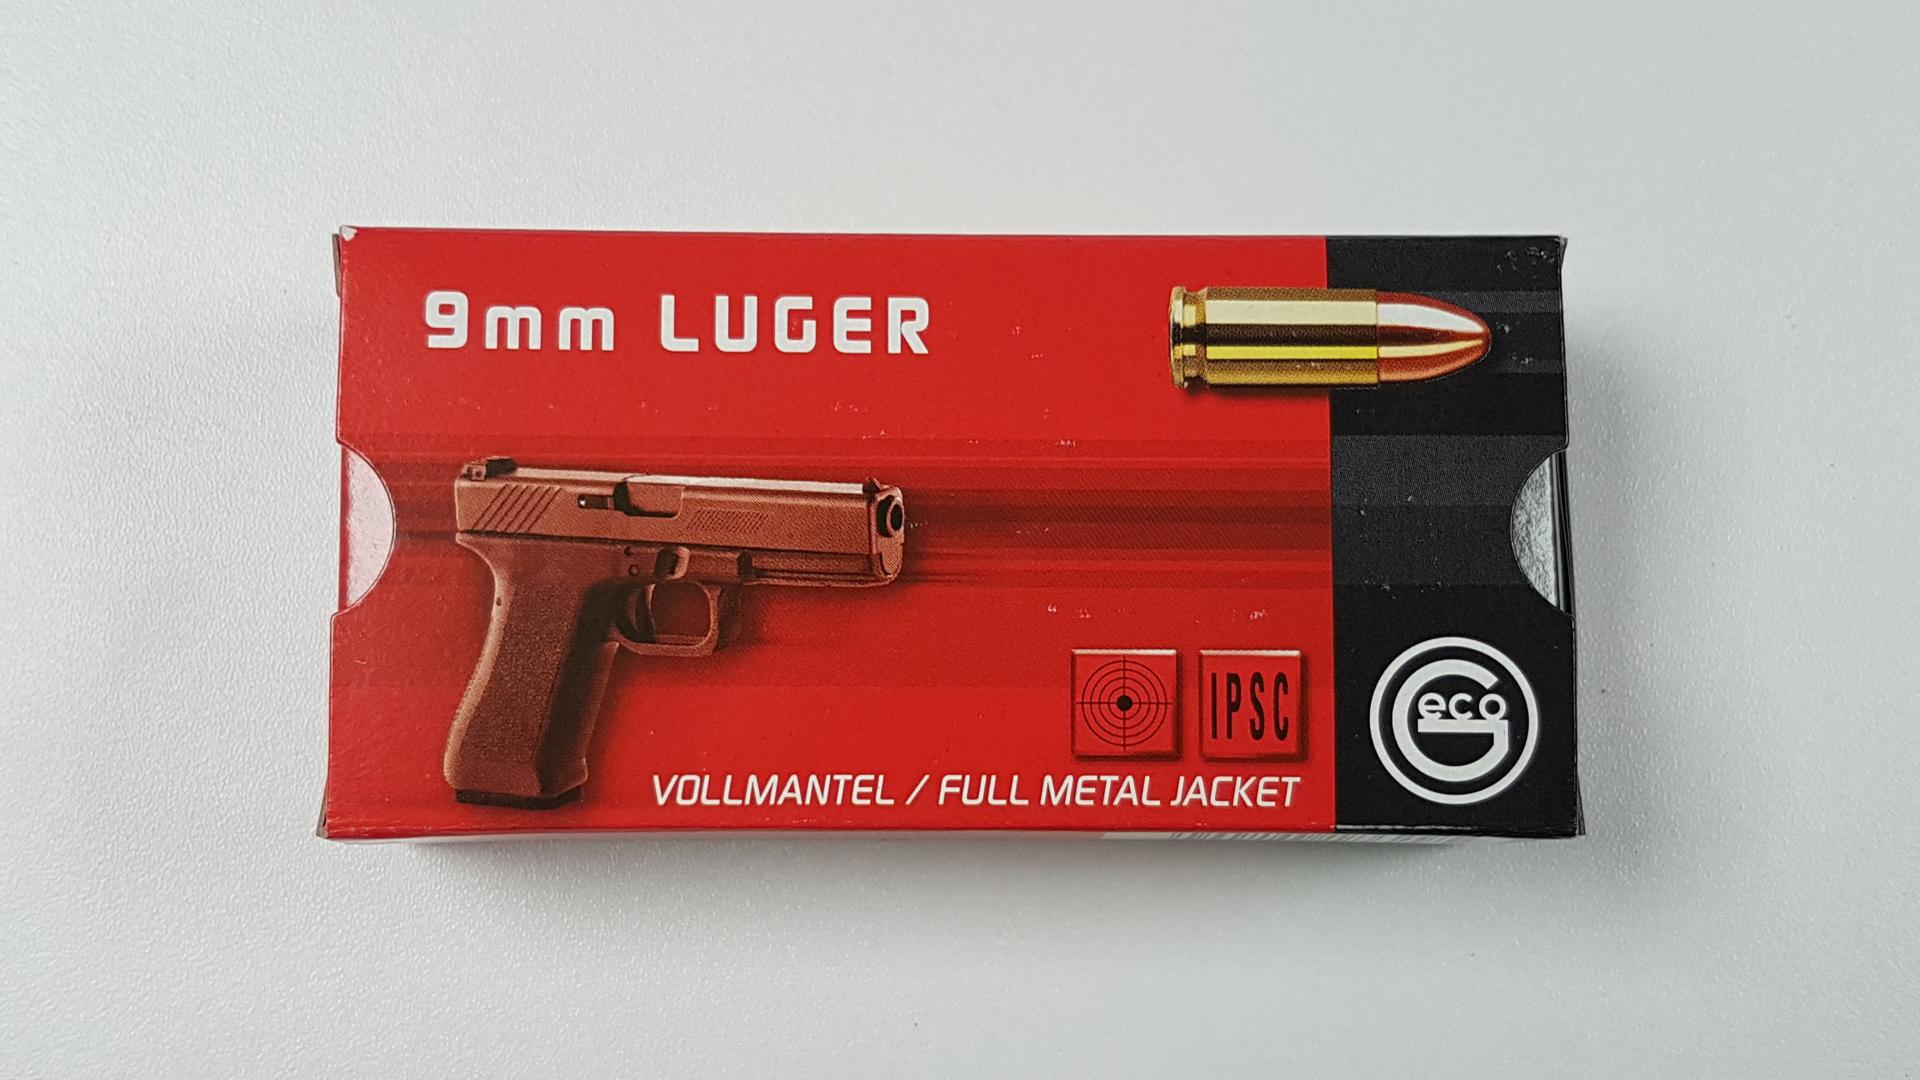 9mm LUGER
IPSC
Geco
VOLLMANTEL / FULL METAL JACKET